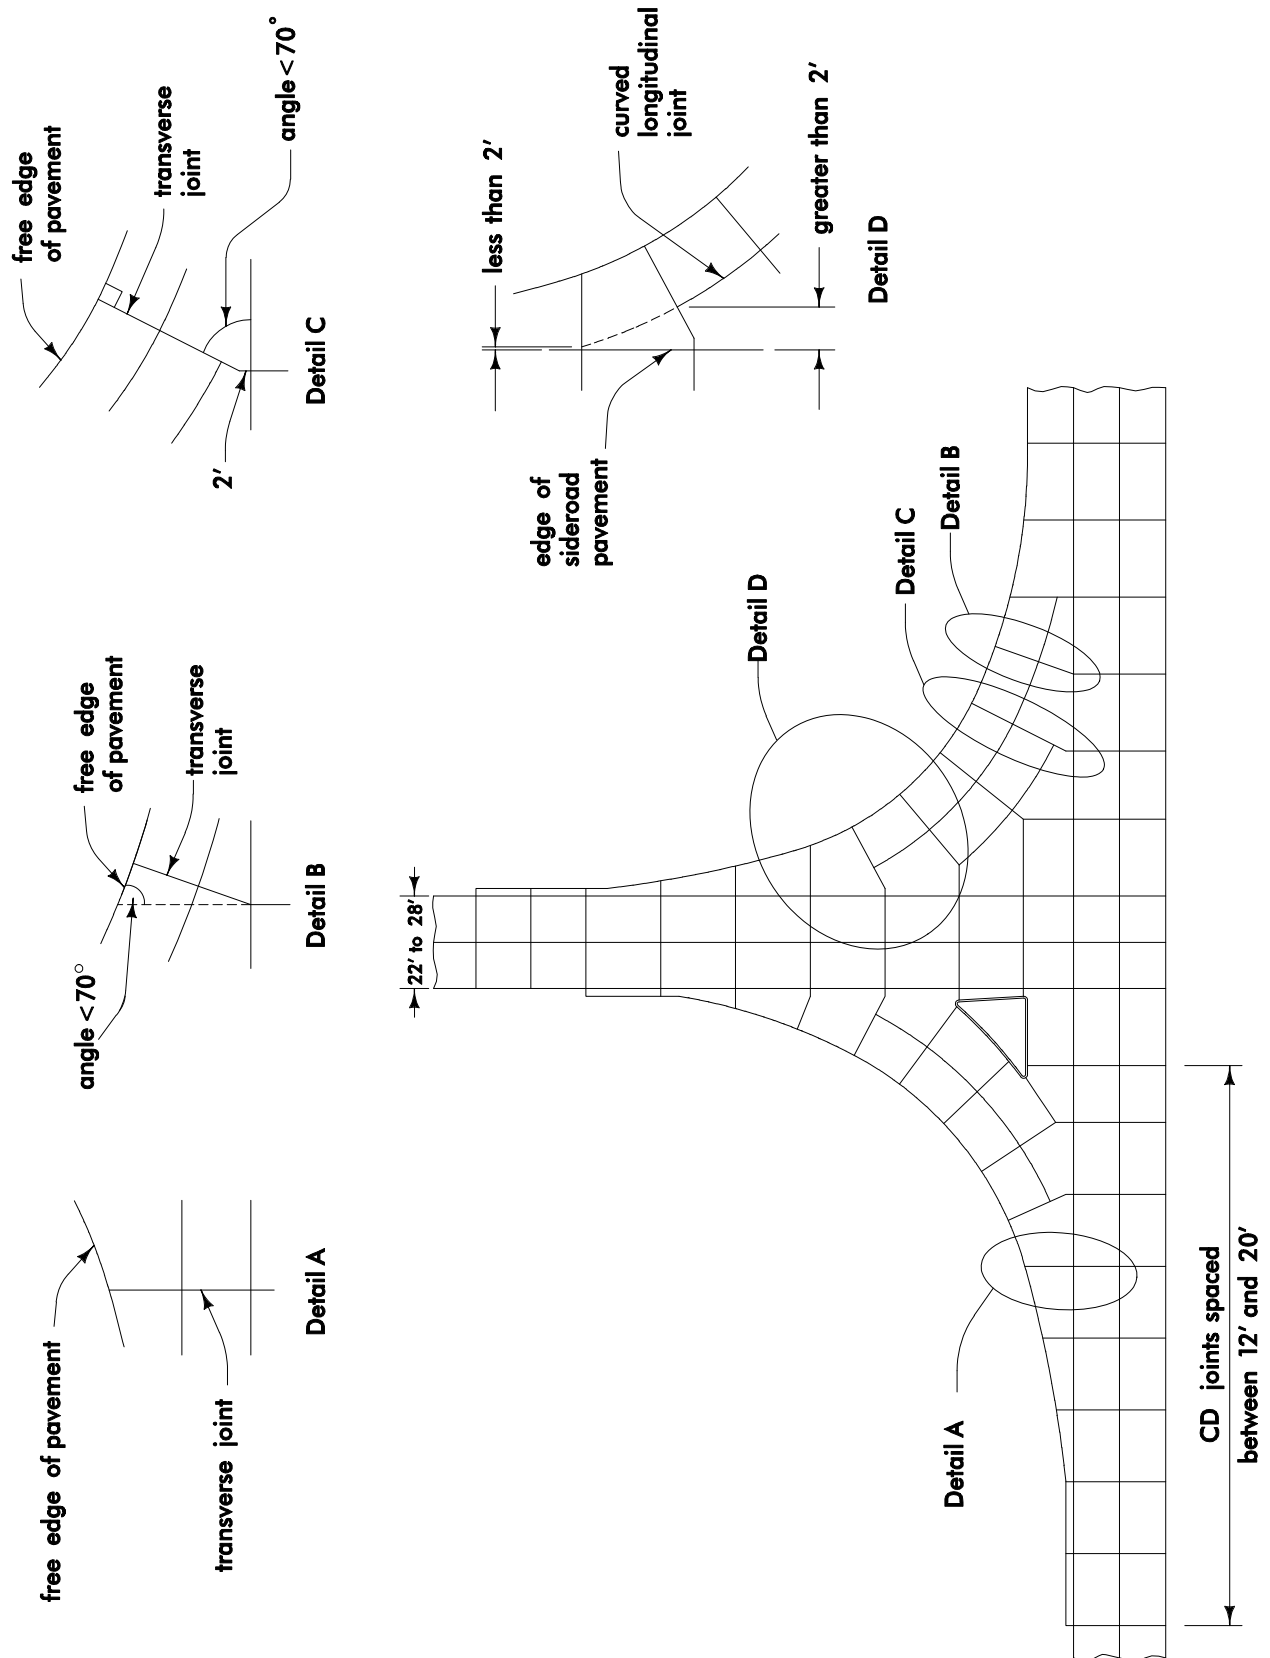 free edge of pavement
transverse joint
Detail A
angle < 70°
free edge
of pavement
transverse
joint
Detail B
free edge
of pavement
transverse
joint
angle < 70°
2'
Detail C
less than 2'
curved
longitudinal
joint
greater than 2'
edge of
sideroad
pavement
Detail D
22' to 28'
Detail D
Detail C
Detail B
Detail A
CD joints spaced
between 12' and 20'